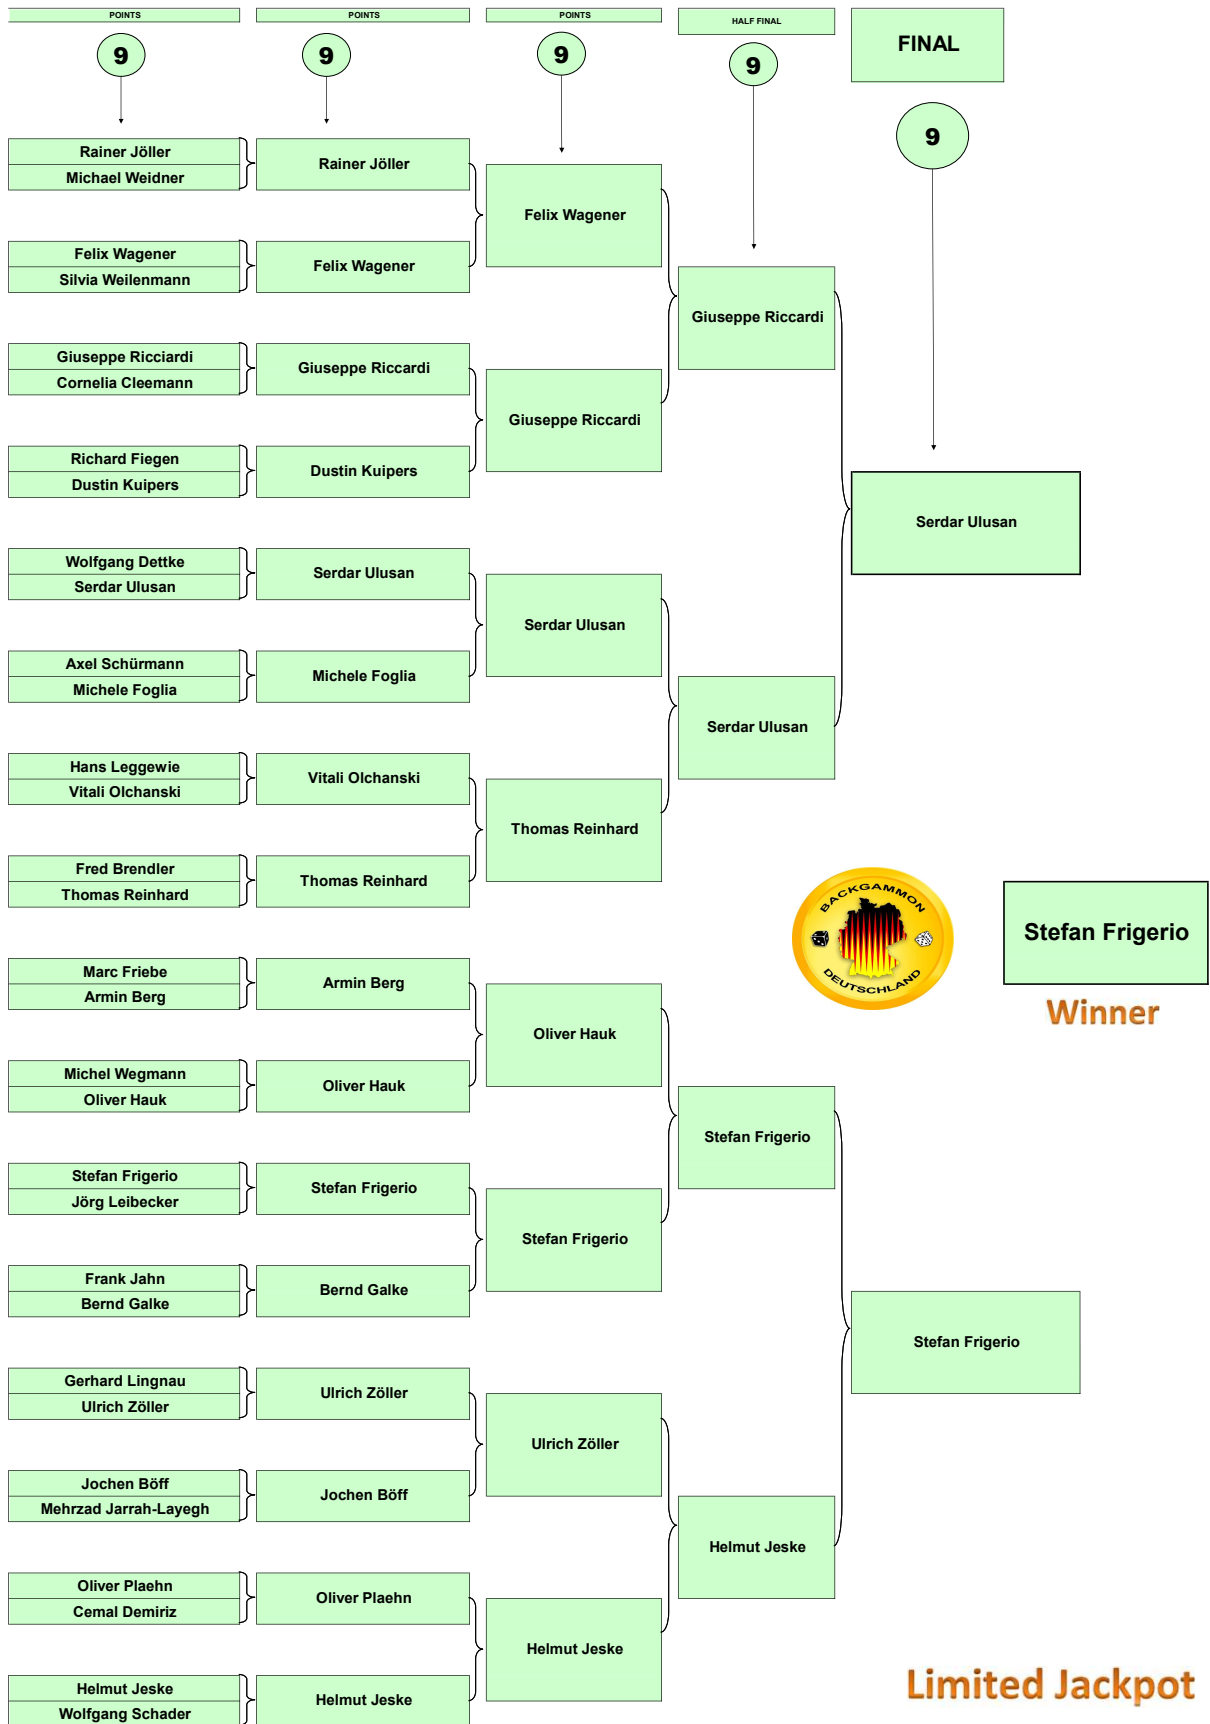 POINTS
POINTS
POINTS
HALF FINAL
FINAL
9
9
9
9
9
Rainer Jöller
Michael Weidner
Felix Wagener
Silvia Weilenmann
Giuseppe Ricciardi
Cornelia Cleemann
Richard Fiegen
Dustin Kuipers
Wolfgang Dettke
Serdar Ulusan
Axel Schürmann
Michele Foglia
Hans Leggewie
Vitali Olchanski
Fred Brendler
Thomas Reinhard
Marc Friebe
Armin Berg
Michel Wegmann
Oliver Hauk
Stefan Frigerio
Jörg Leibecker
Frank Jahn
Bernd Galke
Gerhard Lingnau
Ulrich Zöller
Jochen Böff
Mehrzad Jarrah-Layegh
Oliver Plaehn
Cemal Demiriz
Helmut Jeske
Wolfgang Schader
Rainer Jöller
Felix Wagener
Giuseppe Riccardi
Dustin Kuipers
Serdar Ulusan
Michele Foglia
Vitali Olchanski
Thomas Reinhard
Armin Berg
Oliver Hauk
Stefan Frigerio
Bernd Galke
Ulrich Zöller
Jochen Böff
Oliver Plaehn
Helmut Jeske
Felix Wagener
Giuseppe Riccardi
Serdar Ulusan
Thomas Reinhard
Oliver Hauk
Stefan Frigerio
Ulrich Zöller
Helmut Jeske
Giuseppe Riccardi
Serdar Ulusan
Stefan Frigerio
Helmut Jeske
Serdar Ulusan
Stefan Frigerio
BACKGAMMON
DEUTSCHLAND
Stefan Frigerio
Winner
Limited Jackpot